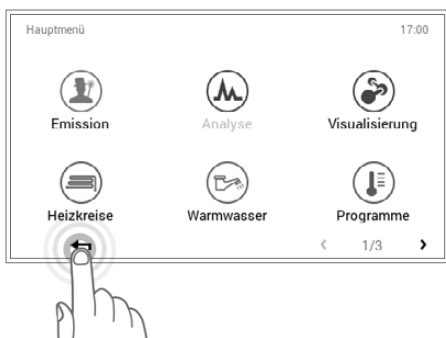 Hauptmenü 17:00
Emission Analyse Visualisierung
Heizkreise Warmwasser Programme
1/3